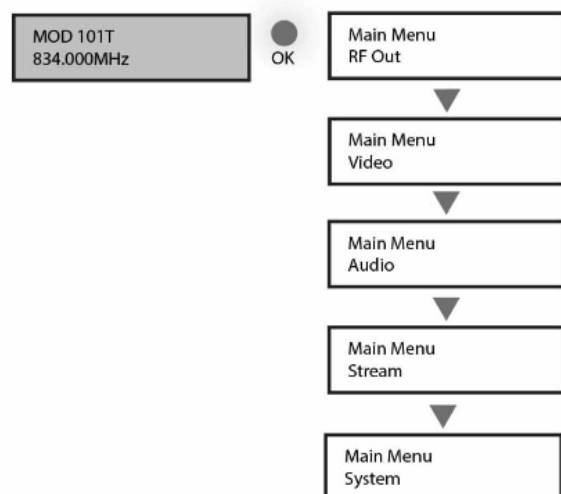 MOD 101T
834.000MHz
OK
Main Menu
RF Out
Main Menu
Video
Main Menu
Audio
Main Menu
Stream
Main Menu
System